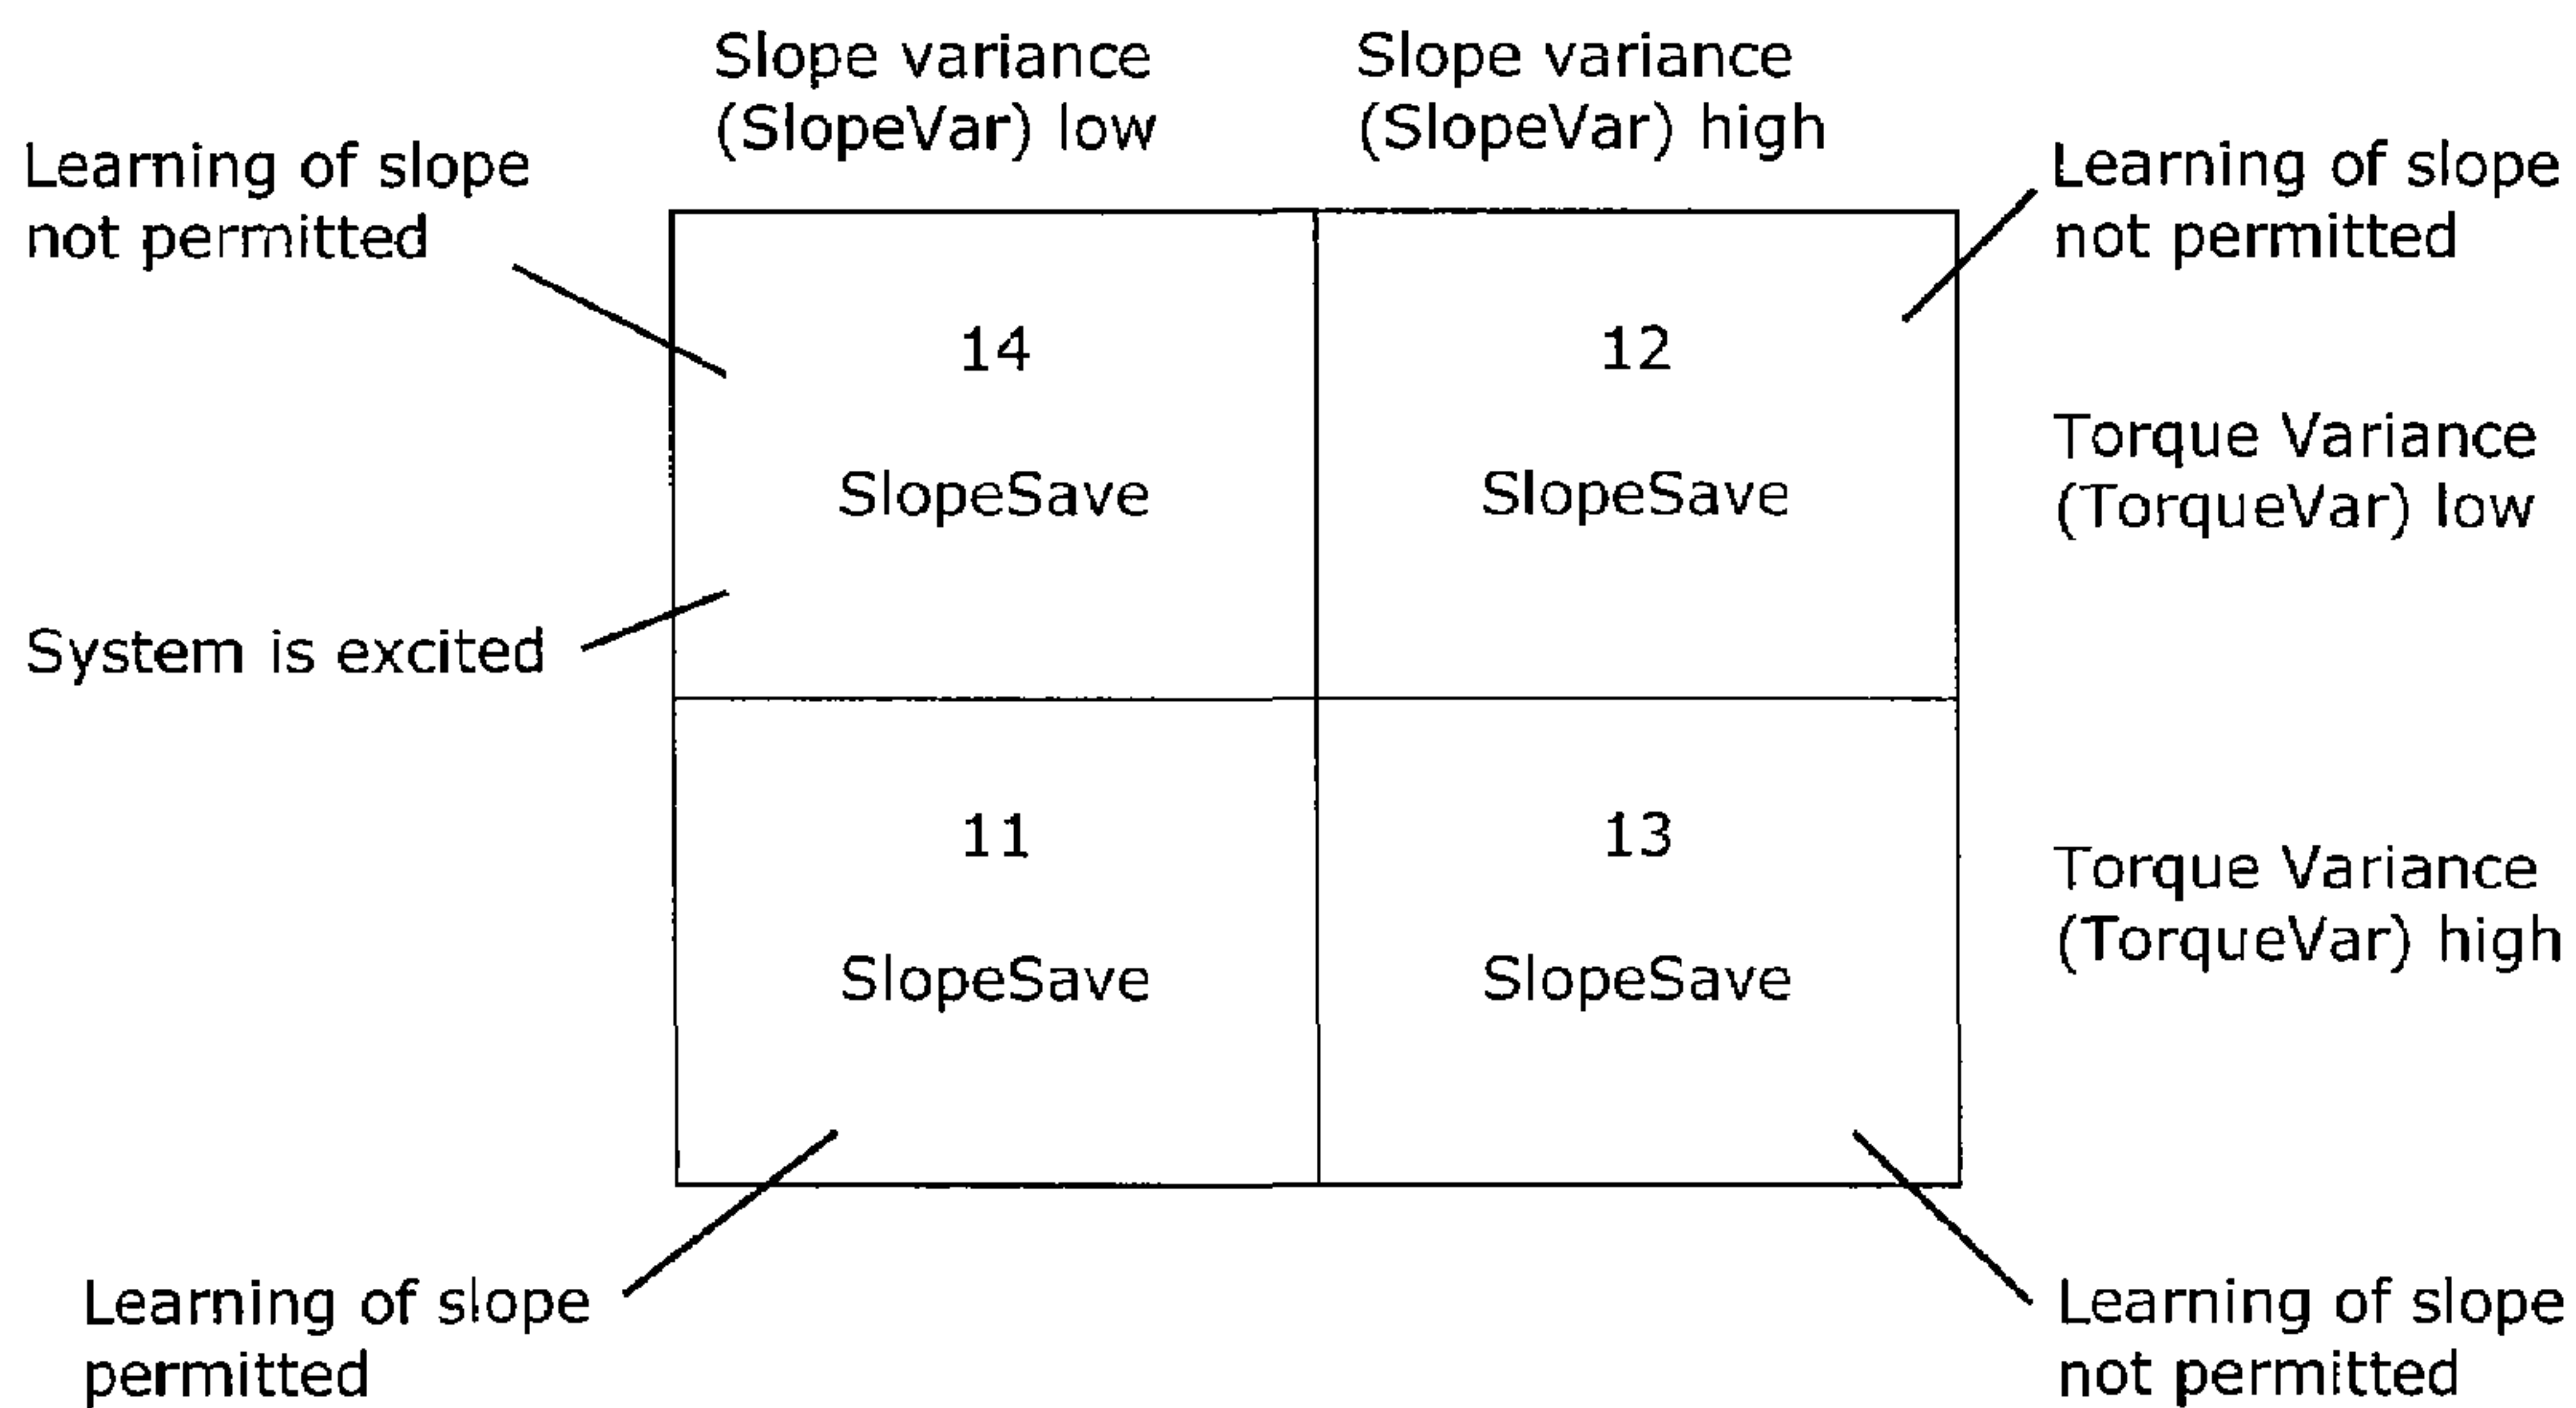 Slope variance
(SlopeVar) low
Slope variance
(SlopeVar) high
Learning of slope
not permitted
Learning of slope
not permitted
14
SlopeSave
12
SlopeSave
Torque Variance
(TorqueVar) low
System is excited
11
SlopeSave
13
SlopeSave
Torque Variance
(TorqueVar) high
Learning of slope
permitted
Learning of slope
not permitted